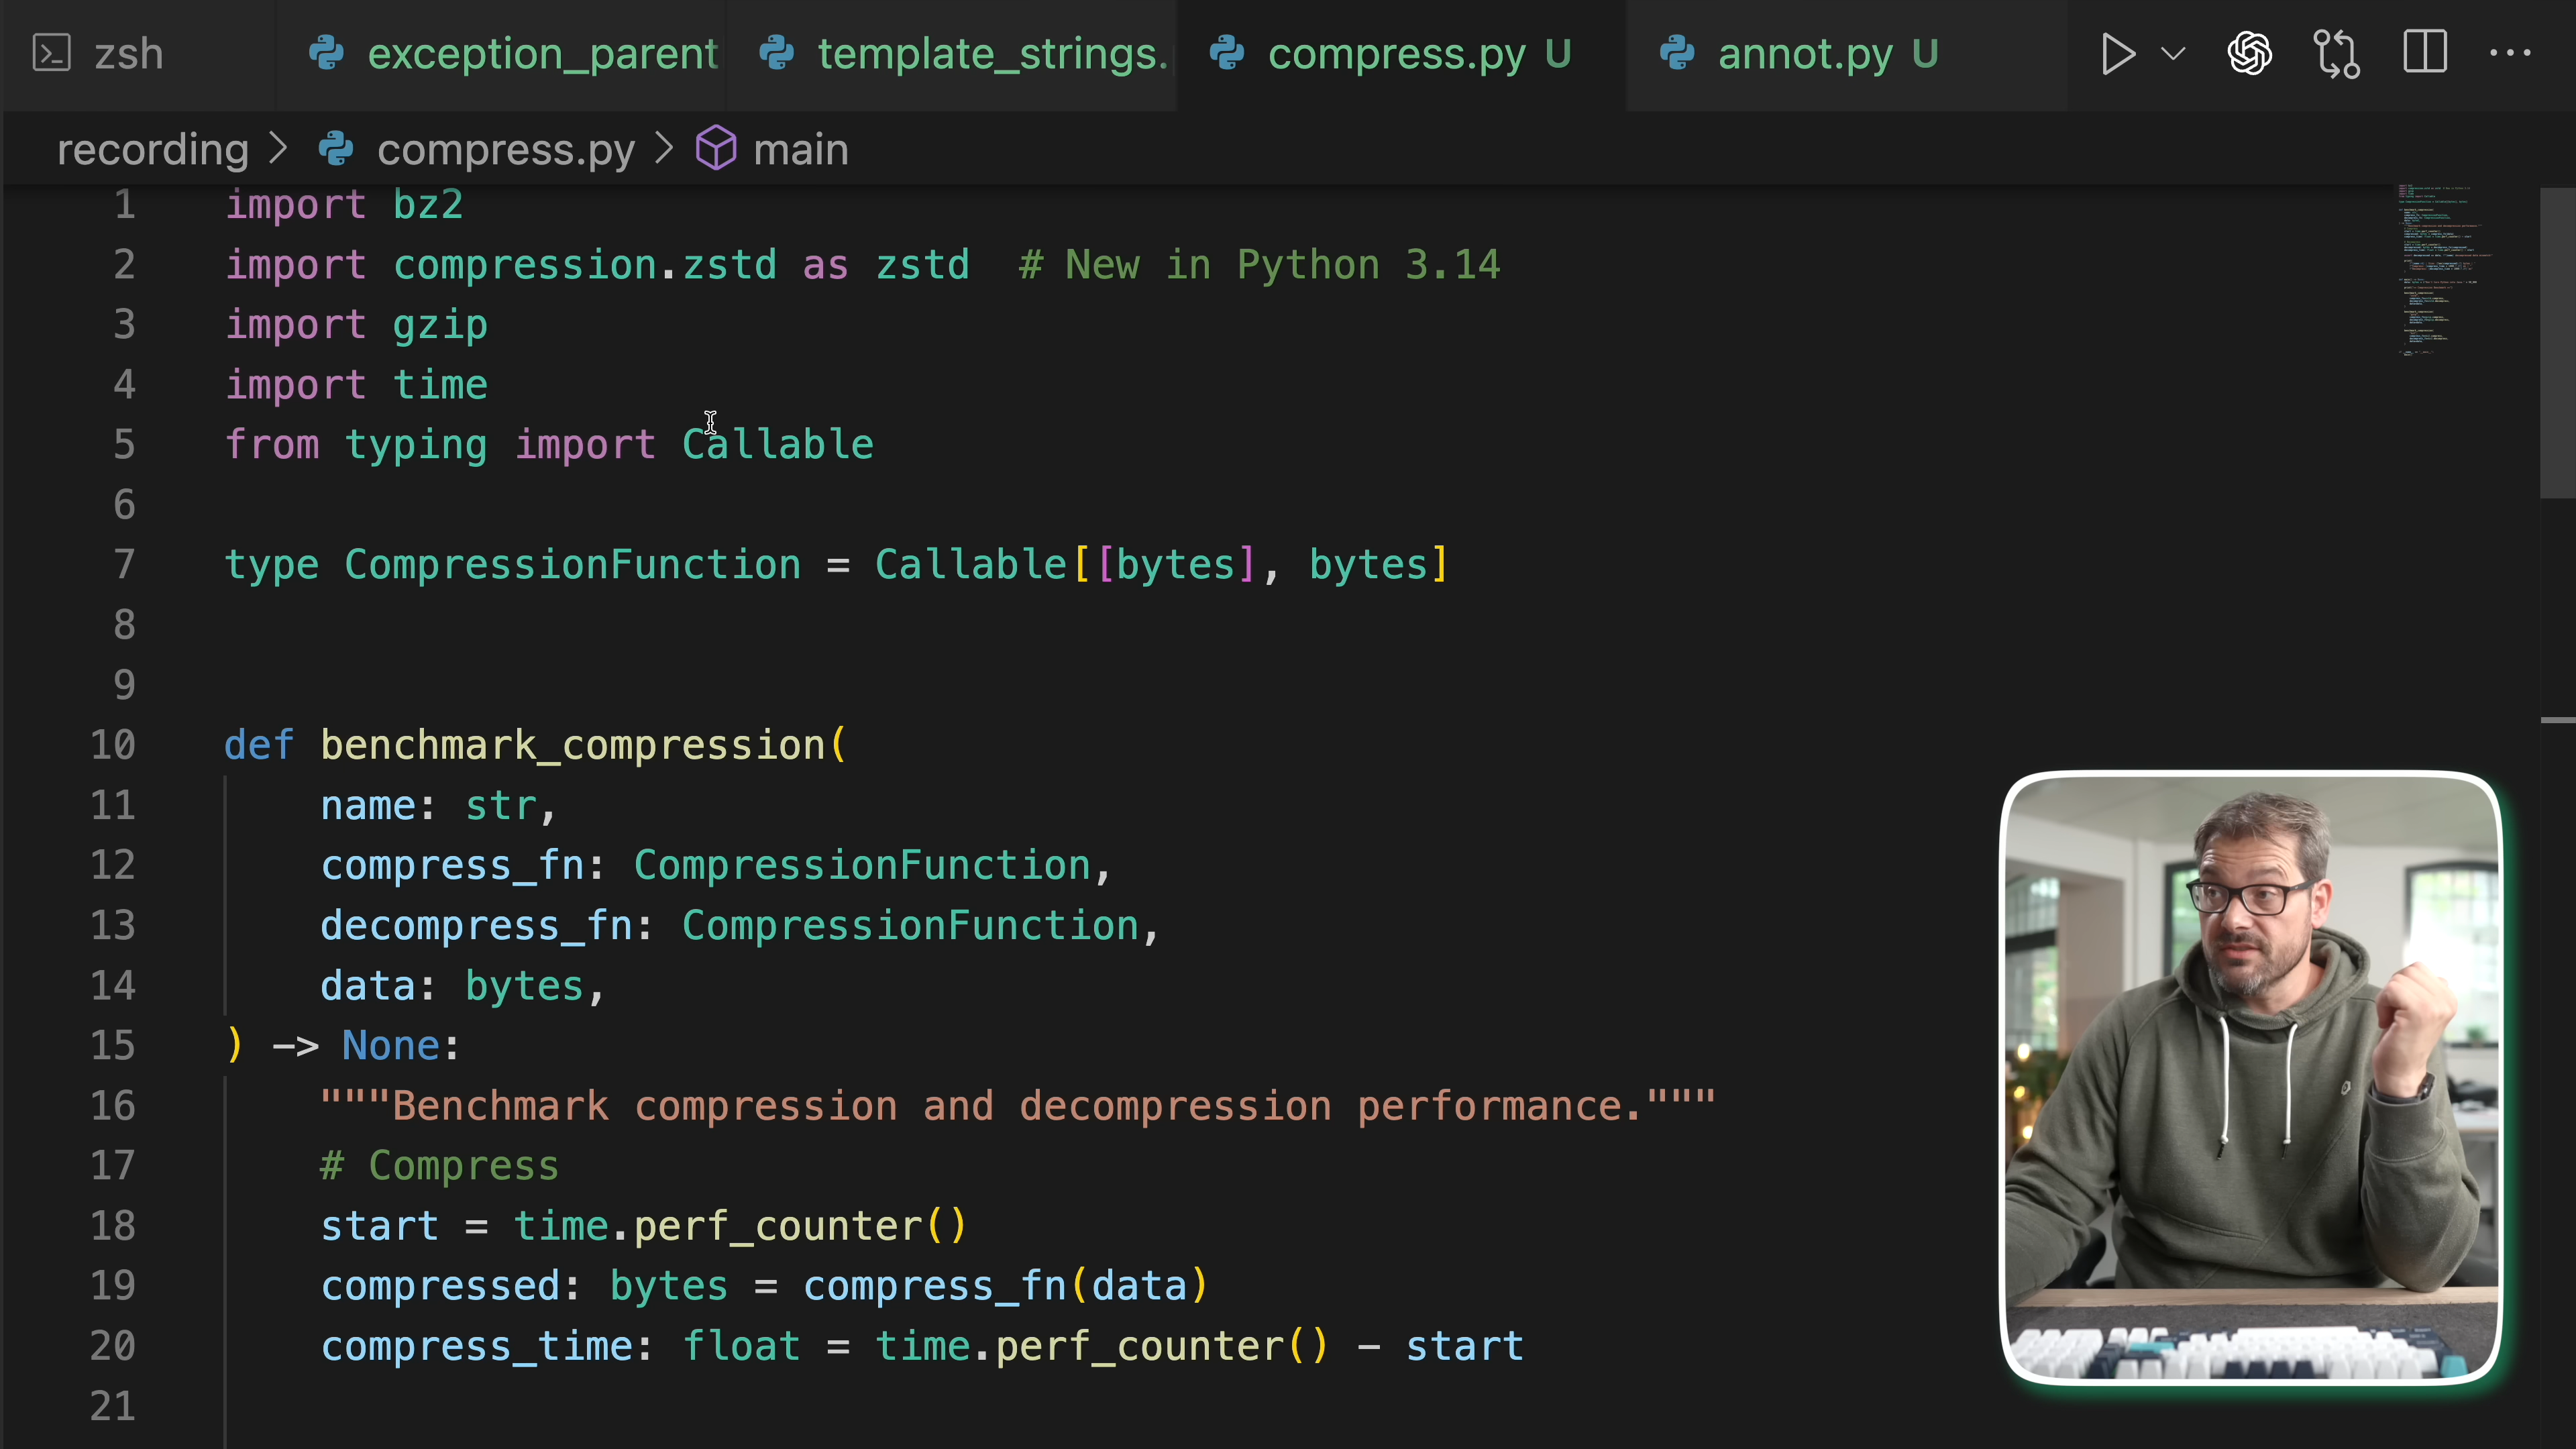 zsh
exception_parent
template_strings.
compress.py U
annot.py U
recording > compress.py > main
1 import bz2
2 import compression.zstd as zstd  # New in Python 3.14
3 import gzip
4 import time
5 from typing import Callable
6
7 type CompressionFunction = Callable[[bytes], bytes]
8
9
10 def benchmark_compression(
11     name: str,
12     compress_fn: CompressionFunction,
13     decompress_fn: CompressionFunction,
14     data: bytes,
15 ) -> None:
16     """Benchmark compression and decompression performance."""
17     # Compress
18     start = time.perf_counter()
19     compressed: bytes = compress_fn(data)
20     compress_time: float = time.perf_counter() - start
21